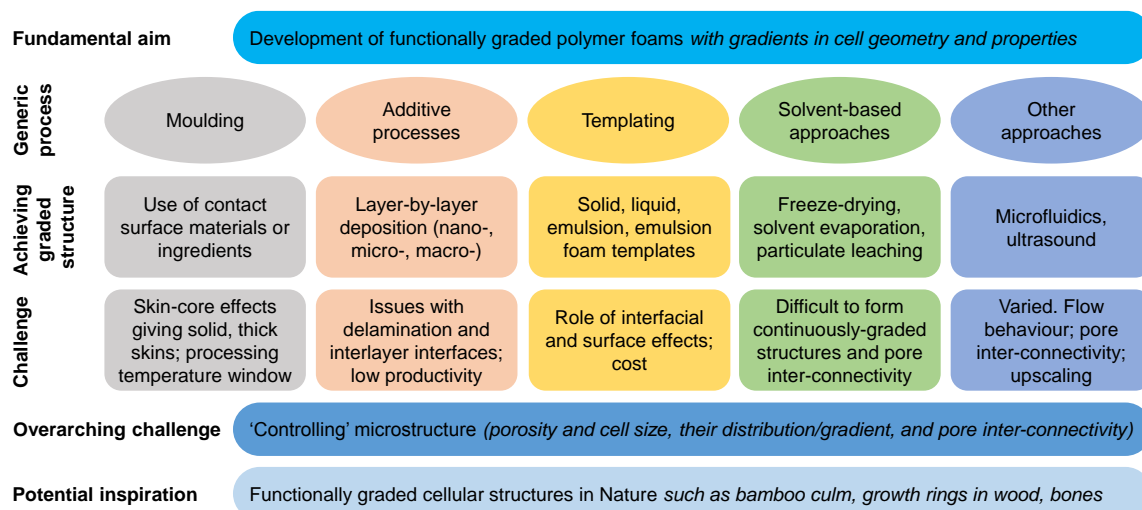 Fundamental aim
Development of functionally graded polymer foams with gradients in cell geometry and properties
Generic
process
Moulding
Additive
processes
Templating
Solvent-based
approaches
Other
approaches
Achieving
graded
structure
Use of contact
surface materials or
ingredients
Layer-by-layer
deposition (nano-,
micro-, macro-)
Solid, liquid,
emulsion, emulsion
foam templates
Freeze-drying,
solvent evaporation,
particulate leaching
Microfluidics,
ultrasound
Challenge
Skin-core effects
giving solid, thick
skins; processing
temperature window
Issues with
delamination and
interlayer interfaces;
low productivity
Role of interfacial
and surface effects;
cost
Difficult to form
continuously-graded
structures and pore
inter-connectivity
Varied. Flow
behaviour; pore
inter-connectivity;
upscaling
Overarching challenge
‘Controlling’ microstructure (porosity and cell size, their distribution/gradient, and pore inter-connectivity)
Potential inspiration
Functionally graded cellular structures in Nature such as bamboo culm, growth rings in wood, bones